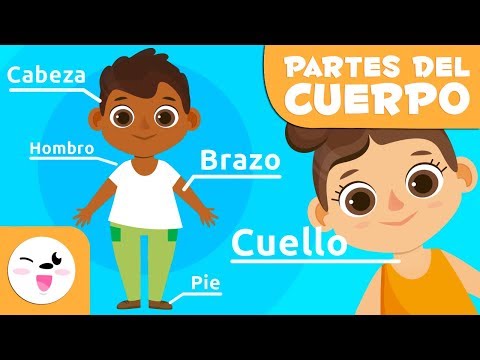 PARTES DEL
CUERPO
Cabeza
Hombro
Brazo
Cuello
Pie